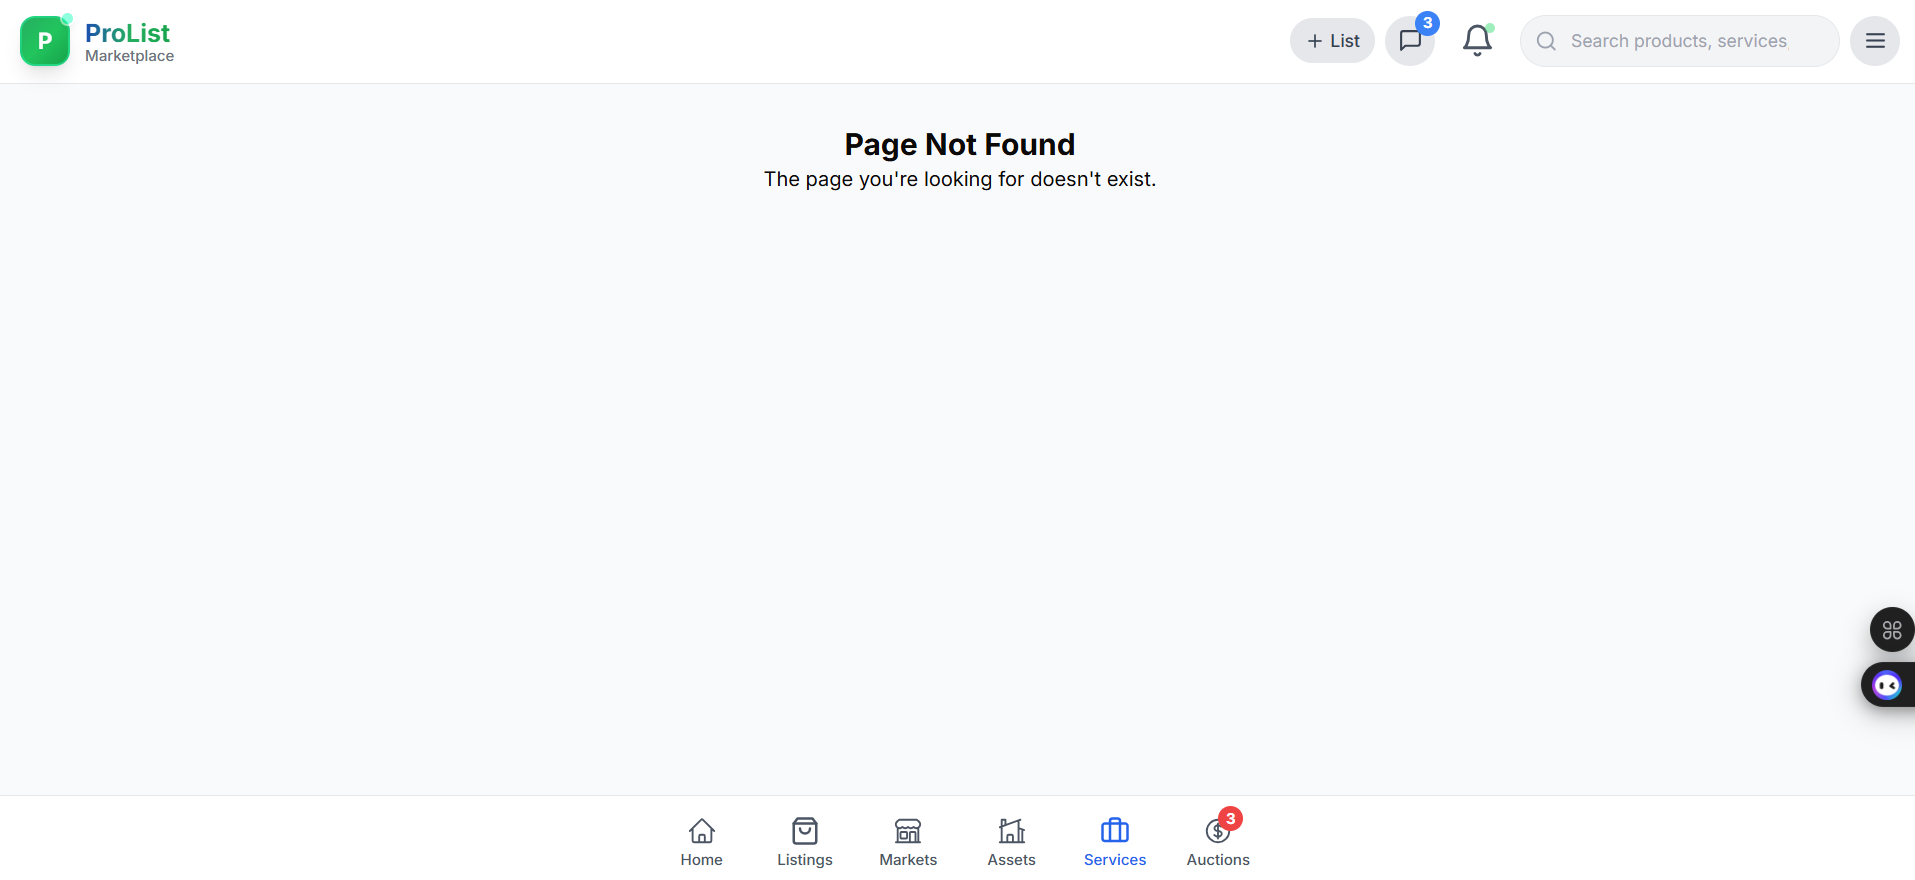 P
ProList
Marketplace
+ List
3
Search products, services,
Page Not Found
The page you're looking for doesn't exist.
Home
Listings
Markets
Assets
Services
3
Auctions